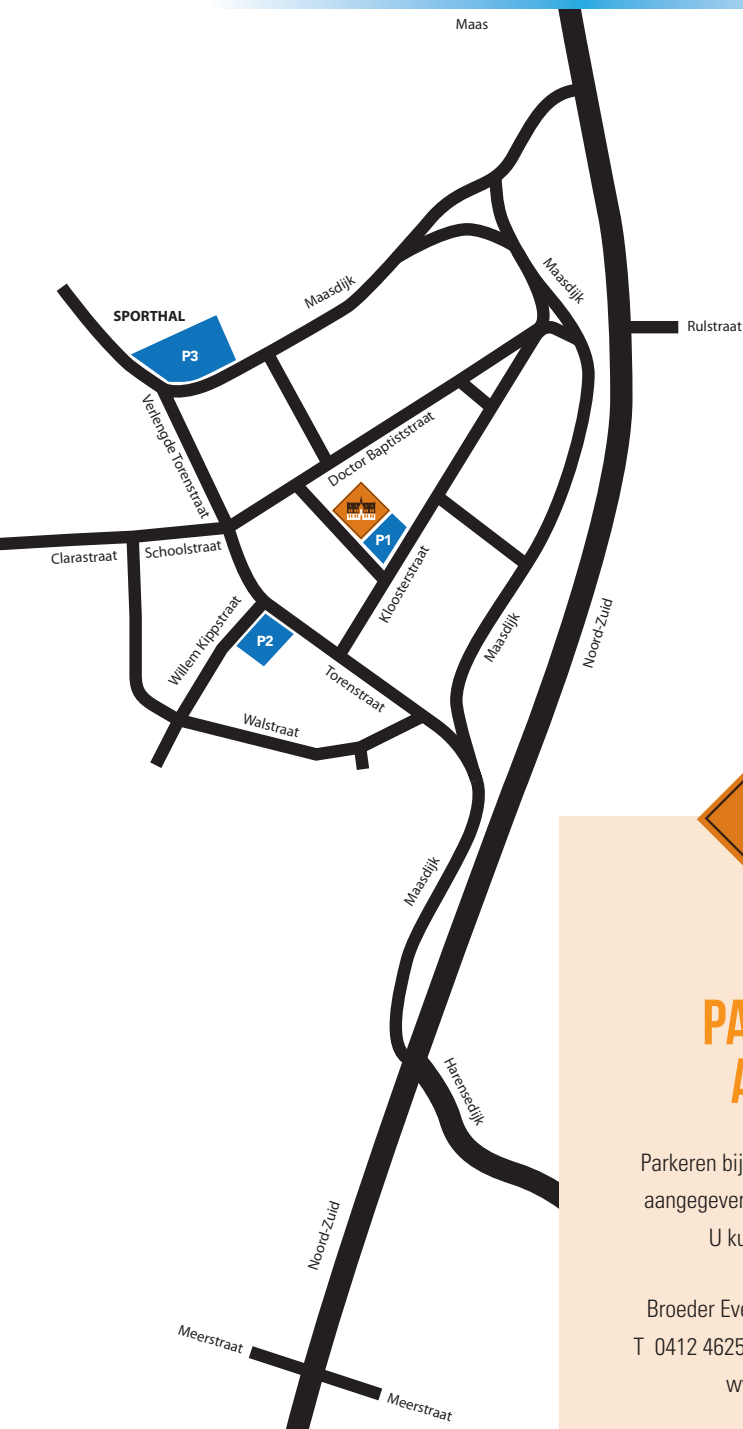 Maas
Maasdijk
Maasdijk
SPORTHAL
P3
Rulstraat
Verlengde Torenstraat
Doctor Baptiststraat
P1
Clarastraat
Schoolstraat
Kloosterstraat
Willem Kippstraat
P2
Maasdijk
Noord-Zuid
Torenstraat
Walstraat
Maasdijk
PA
A
Harensedijk
Parkeren bij
aangegeven
U ku
Noord-Zuid
Broeder Eve
T 0412 4625
w
Meerstraat
Meerstraat